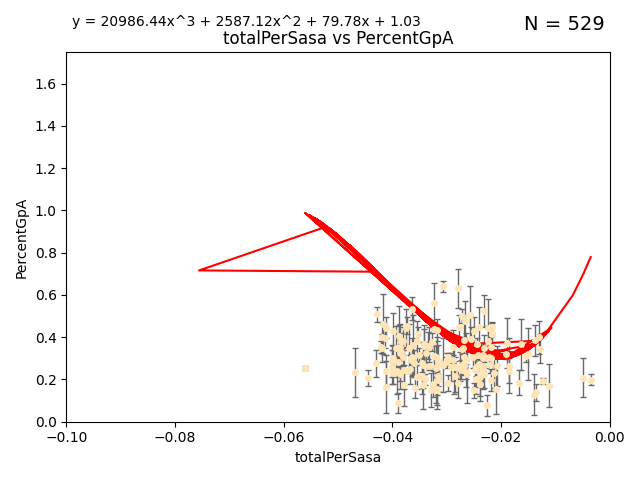 y = 20986.44x^3 + 2587.12x^2 + 79.78x + 1.03
N = 529
totalPerSasa vs PercentGpA
1.6
1.4
1.2
1.0
0.8
0.6
0.4
0.2
0.0
PercentGpA
−0.10 −0.08 −0.06 −0.04 −0.02 0.00
totalPerSasa